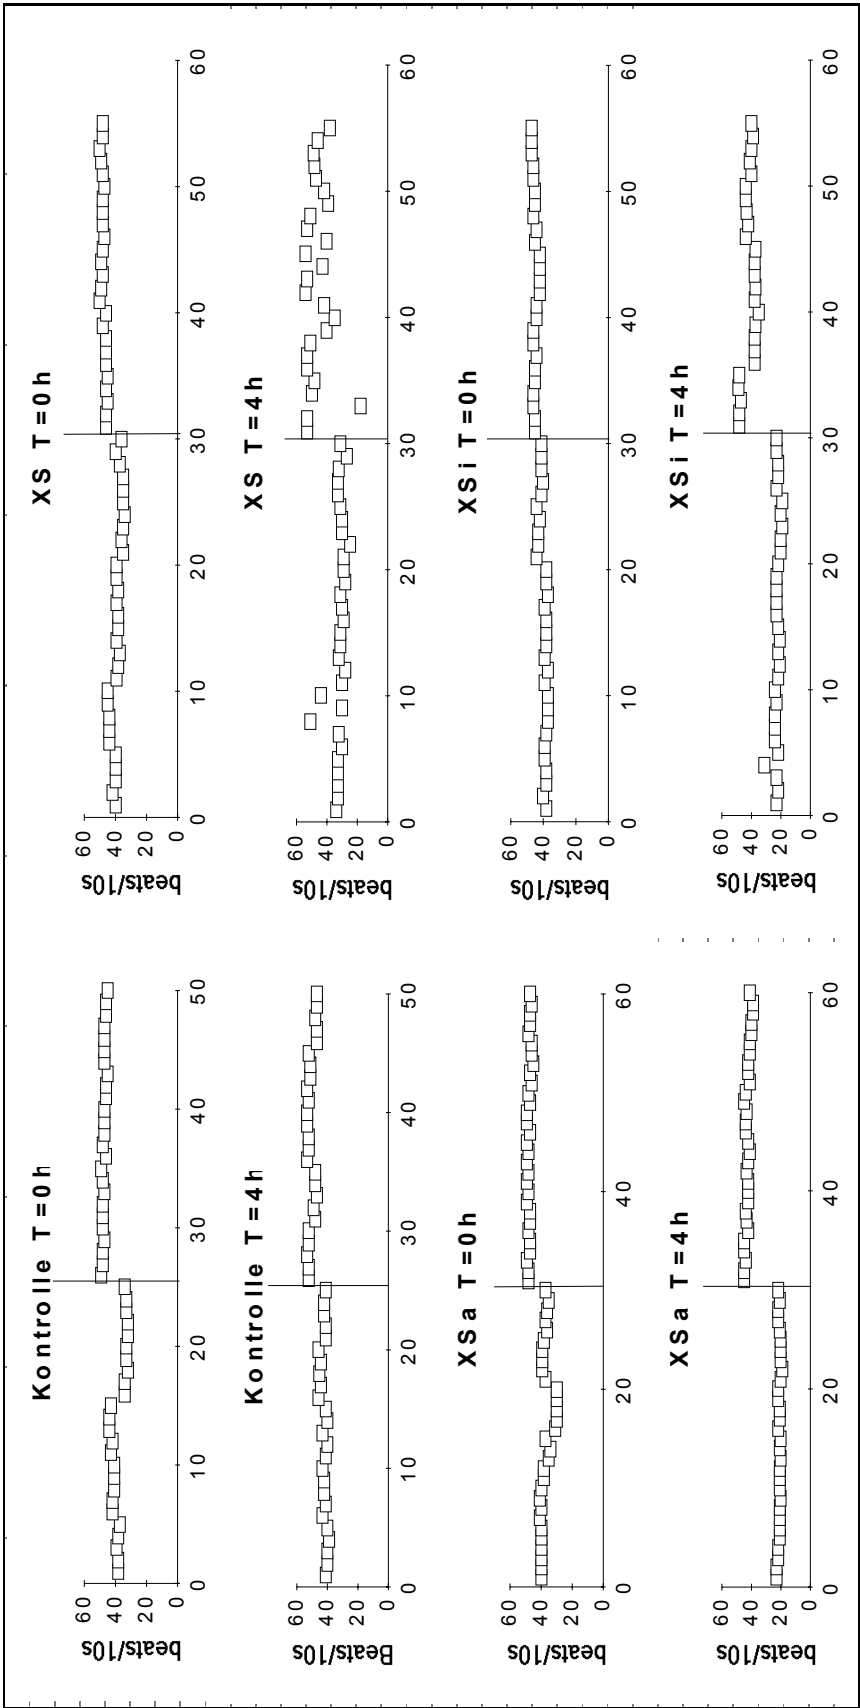 Kontrolle T=0h
beats/10s
60
40
20
0
0 10 20 30 40 50
XS T=0h
beats/10s
60
40
20
0
0 10 20 30 40 50 60
Kontrolle T=4h
Beats/10s
60
40
20
0
0 10 20 30 40 50
XS T=4h
beats/10s
60
40
20
0
0 10 20 30 40 50 60
XSa T=0h
beats/10s
60
40
20
0
0 20 40 60
XSi T=0h
beats/10s
60
40
20
0
0 10 20 30 40 50 60
XSa T=4h
beats/10s
60
40
20
0
0 20 40 60
XSi T=4h
beats/10s
60
40
20
0
0 10 20 30 40 50 60